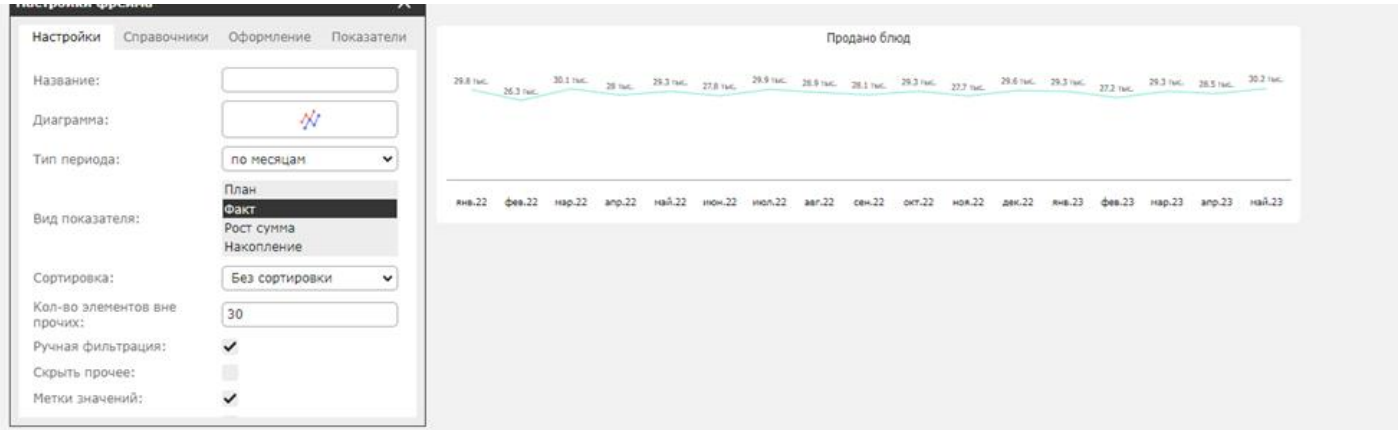 Настройки фрейма
Настройки Справочники Оформление Показатели
Название:
Диаграмма:
Тип периода: по месяцам
Вид показателя:
План
Факт
Рост сумма
Накопление
Сортировка: Без сортировки
Кол-во элементов вне
прочих:
30
Ручная фильтрация:
Скрыть прочее:
Метки значений:
Продано блюд
29.8 тыс. 26.3 тыс. 30.1 тыс. 28 тыс. 29.3 тыс. 27.8 тыс. 29.9 тыс. 28.9 тыс. 28.1 тыс. 29.3 тыс. 27.7 тыс. 29.6 тыс. 29.3 тыс. 27.2 тыс. 29.3 тыс. 28.5 тыс. 30.2 тыс.
янв.22 фев.22 мар.22 апр.22 май.22 июн.22 июл.22 авг.22 сен.22 окт.22 ноя.22 дек.22 янв.23 фев.23 мар.23 апр.23 май.23